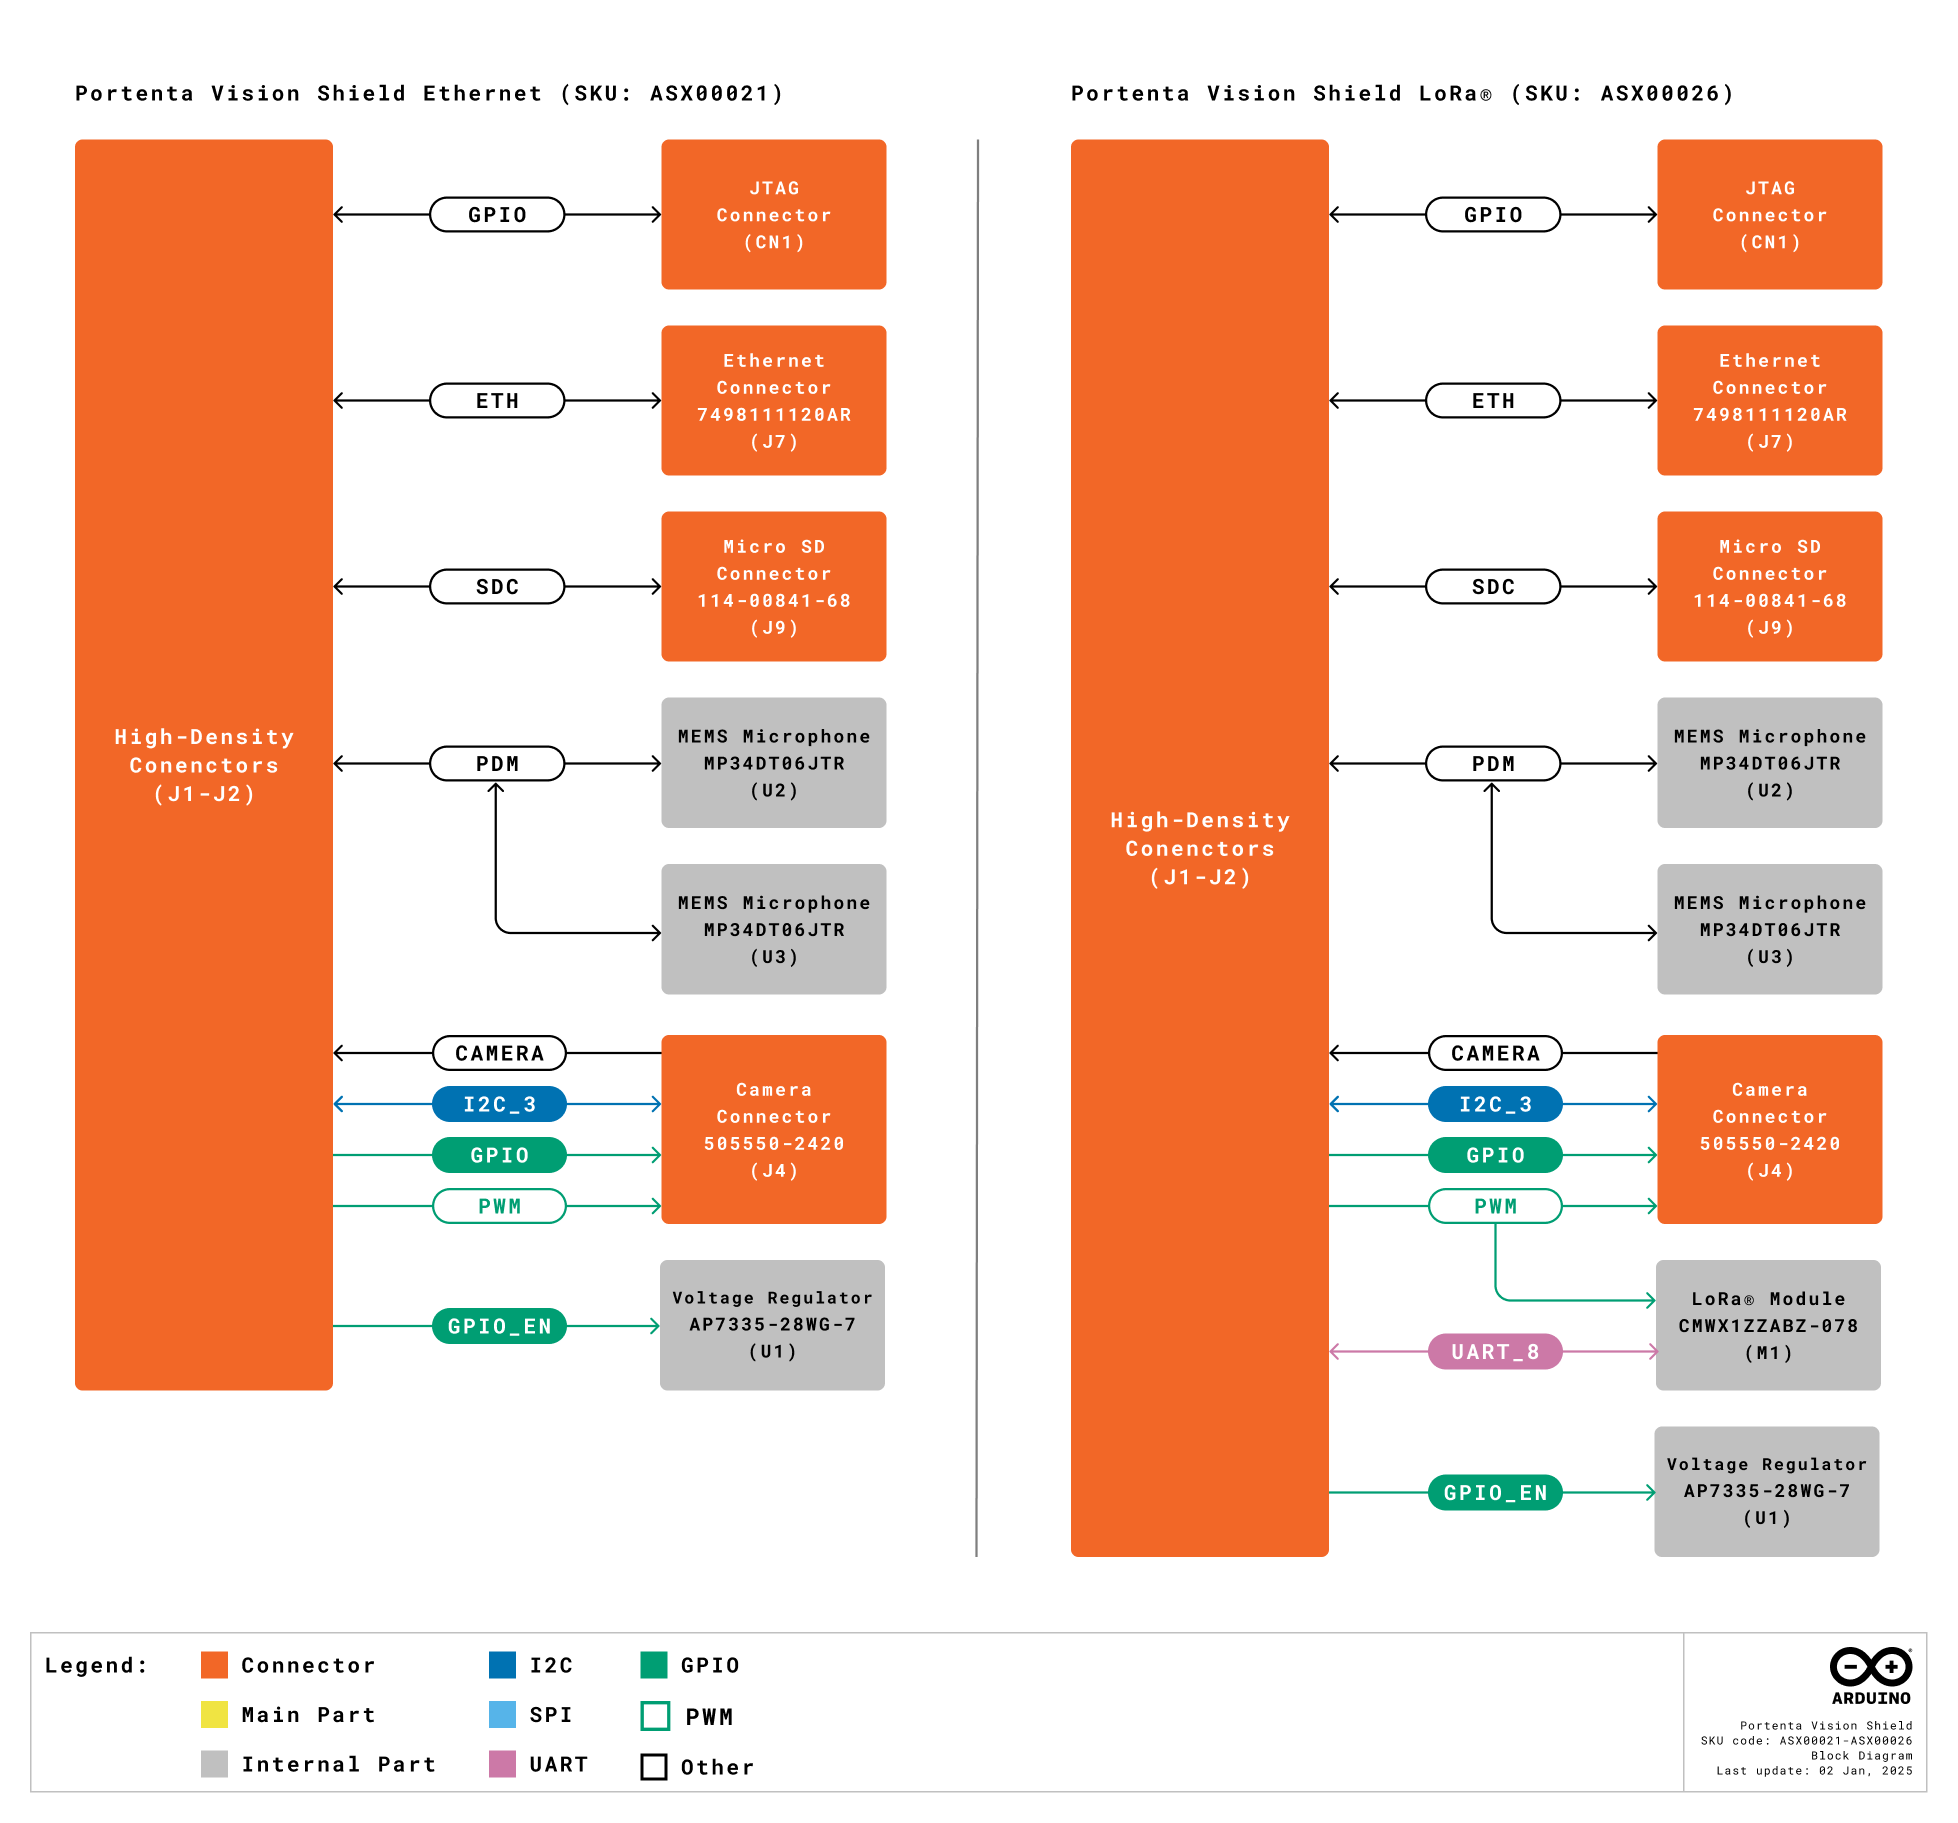 Portenta Vision Shield Ethernet (SKU: ASX00021)
High-Density
Conenctors
(J1-J2)
GPIO
JTAG
Connector
(CN1)
ETH
Ethernet
Connector
7498111120AR
(J7)
SDC
Micro SD
Connector
114-00841-68
(J9)
PDM
MEMS Microphone
MP34DT06JTR
(U2)
MEMS Microphone
MP34DT06JTR
(U3)
CAMERA
I2C_3
GPIO
PWM
Camera
Connector
505550-2420
(J4)
GPIO_EN
Voltage Regulator
AP7335-28WG-7
(U1)
Portenta Vision Shield LoRa® (SKU: ASX00026)
High-Density
Conenctors
(J1-J2)
GPIO
JTAG
Connector
(CN1)
ETH
Ethernet
Connector
7498111120AR
(J7)
SDC
Micro SD
Connector
114-00841-68
(J9)
PDM
MEMS Microphone
MP34DT06JTR
(U2)
MEMS Microphone
MP34DT06JTR
(U3)
CAMERA
I2C_3
GPIO
PWM
Camera
Connector
505550-2420
(J4)
UART_8
LoRa® Module
CMWX1ZZABZ-078
(M1)
GPIO_EN
Voltage Regulator
AP7335-28WG-7
(U1)
Legend:
Connector
Main Part
Internal Part
I2C
SPI
UART
GPIO
PWM
Other
ARDUINO
Portenta Vision Shield
SKU code: ASX00021-ASX00026
Block Diagram
Last update: 02 Jan, 2025